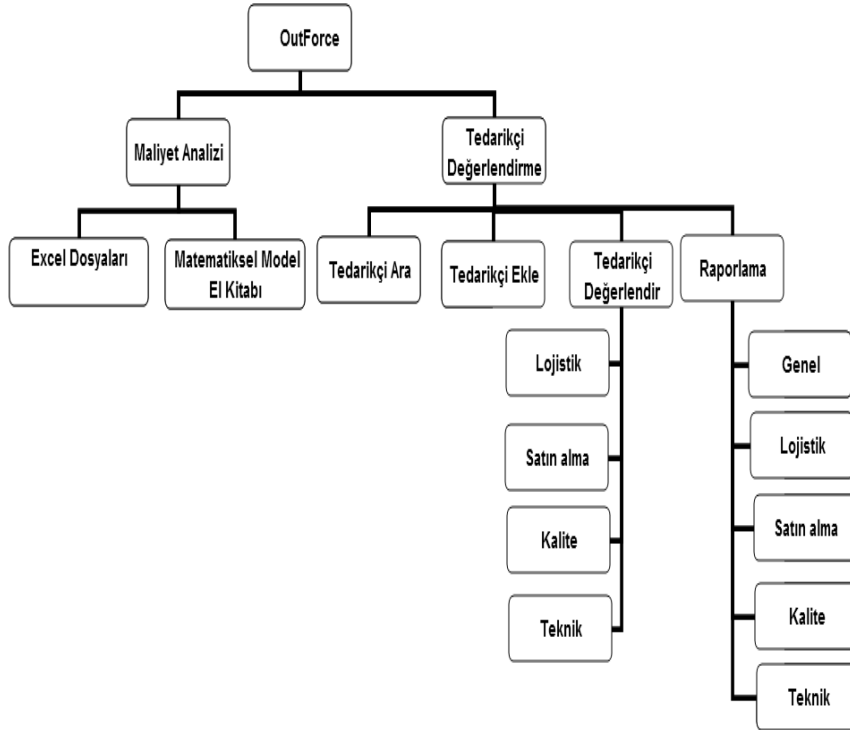 OutForce
Maliyet Analizi
Tedarikçi
Değerlendirme
Excel Dosyaları
Matematiksel Model
El Kitabı
Tedarikçi Ara
Tedarikçi Ekle
Tedarikçi
Değerlendir
Raporlama
Lojistik
Satın alma
Kalite
Teknik
Genel
Lojistik
Satın alma
Kalite
Teknik